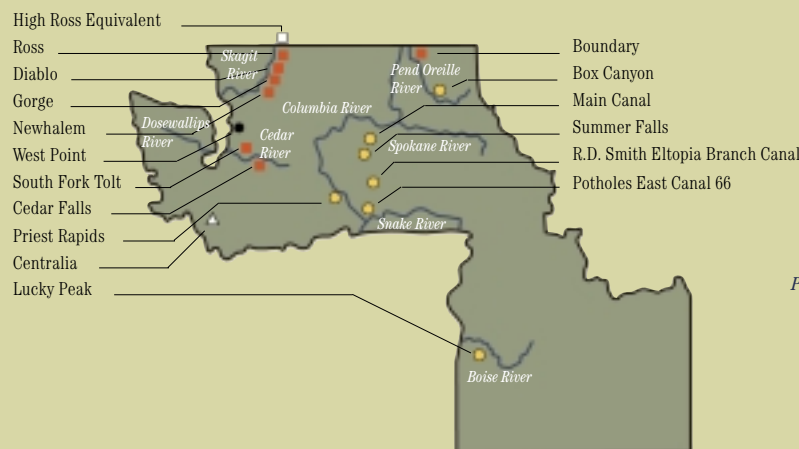 High Ross Equivalent
Ross
Diablo
Gorge
Newhalem
West Point
South Fork Tolt
Cedar Falls
Priest Rapids
Centralia
Lucky Peak
Skagit
River
Dosewallips
River
Cedar
River
Columbia River
Pend Oreille
River
Spokane River
Snake River
Boise River
Boundary
Box Canyon
Main Canal
Summer Falls
R.D. Smith Eltopia Branch Canal
Potholes East Canal 66
P